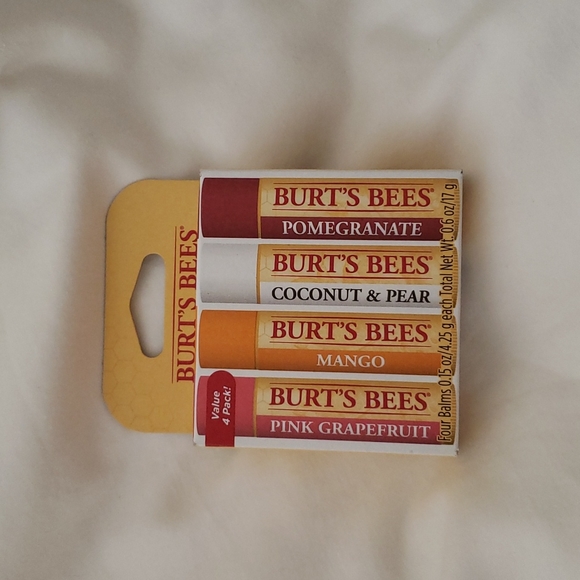 BURT'S BEES®
BURT'S BEES®
POMEGRANATE
BURT'S BEES®
COCONUT & PEAR
BURT'S BEES®
MANGO
BURT'S BEES®
PINK GRAPEFRUIT
Value
4 Pack!
Four Balms 0.15 oz/4.25 g each Total Net Wt. 0.6 oz/17 g